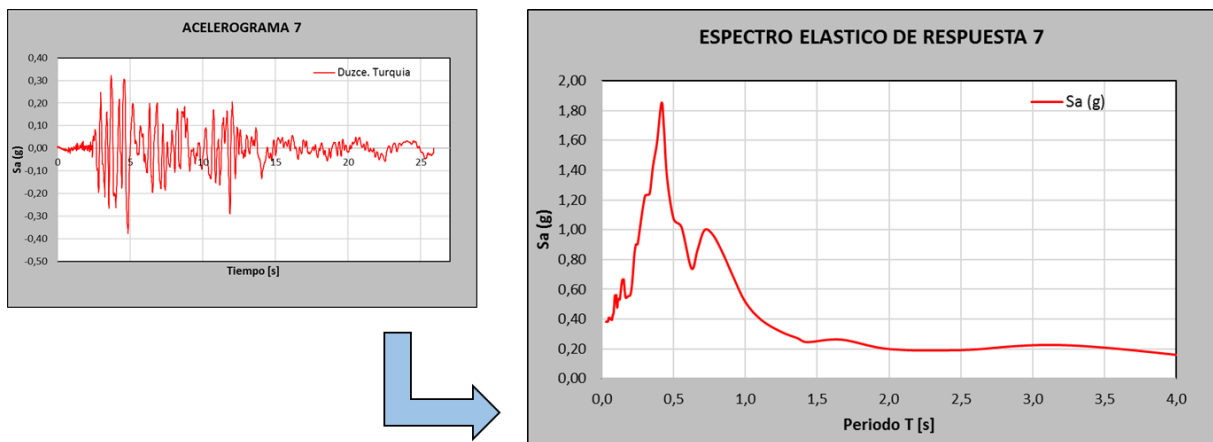 ACELEROGRAMA 7
Duzce. Turquia
Sa (g)
0,40
0,30
0,20
0,10
0,00
-0,10
-0,20
-0,30
-0,40
-0,50
0 5 10 15 20 25
Tiempo [s]
ESPECTRO ELASTICO DE RESPUESTA 7
Sa (g)
Sa (g)
2,00
1,80
1,60
1,40
1,20
1,00
0,80
0,60
0,40
0,20
0,00
0,0 0,5 1,0 1,5 2,0 2,5 3,0 3,5 4,0
Periodo T [s]